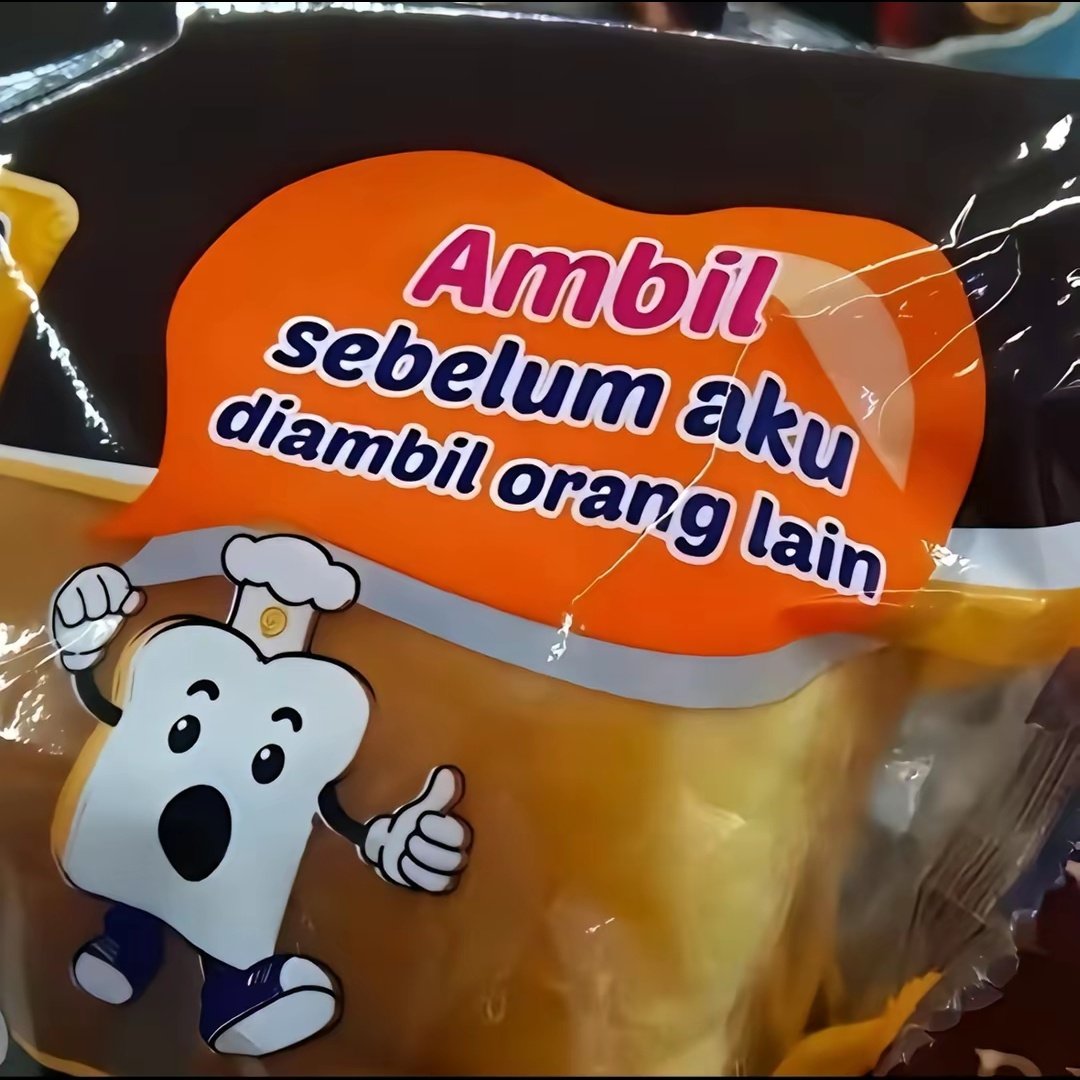 Ambil
sebelum aku
diambil orang lain